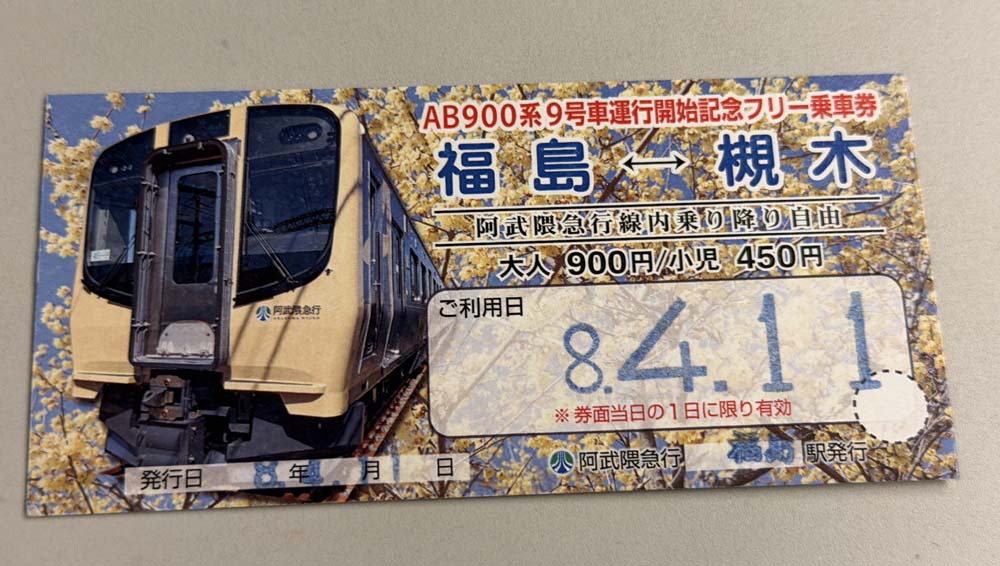 AB900系9号車運行開始記念フリー乗車券
福島↔槻木
阿武隈急行線内乗り降り自由
大人 900円/小児 450円
ご利用日
8.4.11
※券面当日の1日に限り有効
阿武隈急行
発行日 8年 月 日
阿武隈急行 福島駅発行